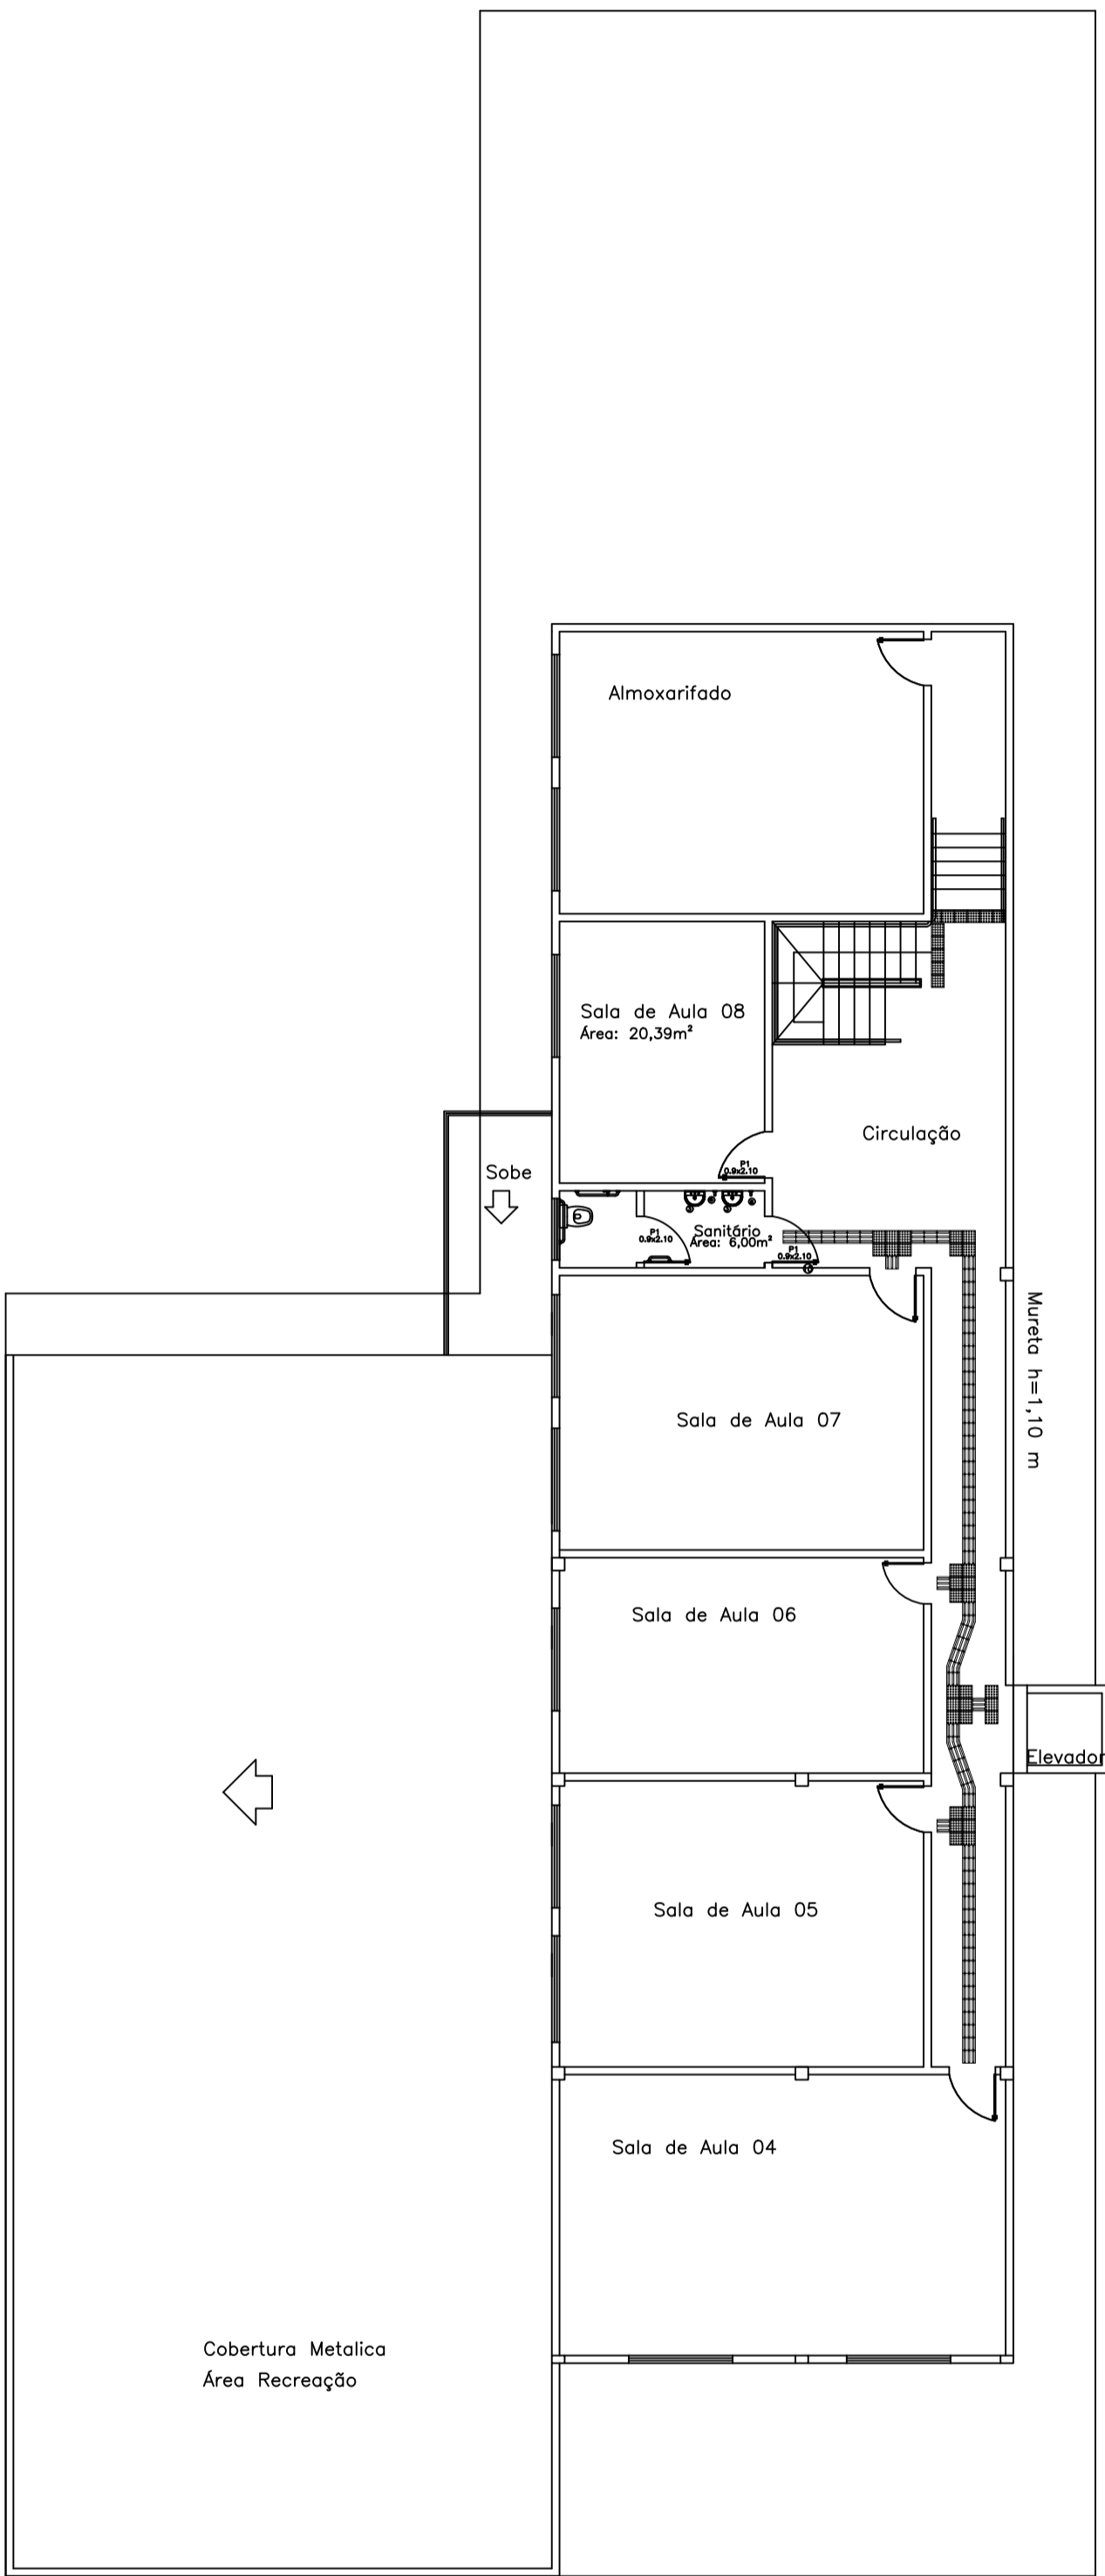 Almoxarifado
Sala de Aula 08
Área: 20,39m²
Circulação
P1
0.9x2.10
Sobe
Sanitário
Área: 6,00m²
P1
0.9x2.10
P1
0.9x2.10
Mureta h=1,10 m
Sala de Aula 07
Sala de Aula 06
Elevador
Sala de Aula 05
Sala de Aula 04
Cobertura Metalica
Área Recreação